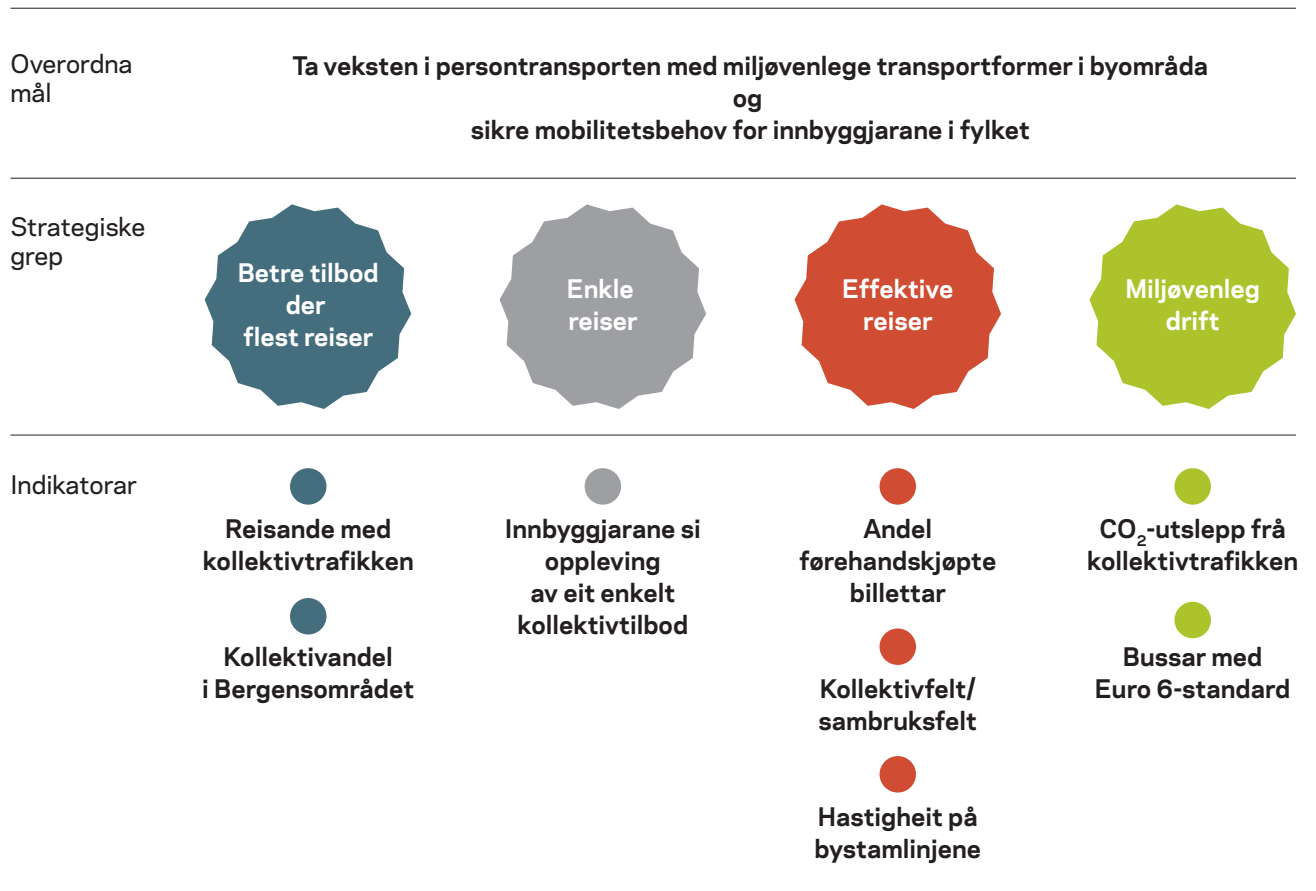 Overordna
mål
Ta veksten i persontransporten med miljøvenlege transportformer i byområda
og
sikre mobilitetsbehov for innbyggjarane i fylket
Strategiske
grep
Betre tilbod
der
flest reiser
Enkle
reiser
Effektive
reiser
Miljøvenleg
drift
Indikatorar
Reisande med
kollektivtrafikken
Kollektivandel
i Bergensområdet
Innbyggjarane si
oppleving
av eit enkelt
kollektivtilbod
Andel
førehandskjøpte
billettar
Kollektivfelt/
sambruksfelt
Hastigheit på
bystamlinjene
CO₂-utslepp frå
kollektivtrafikken
Bussar med
Euro 6-standard